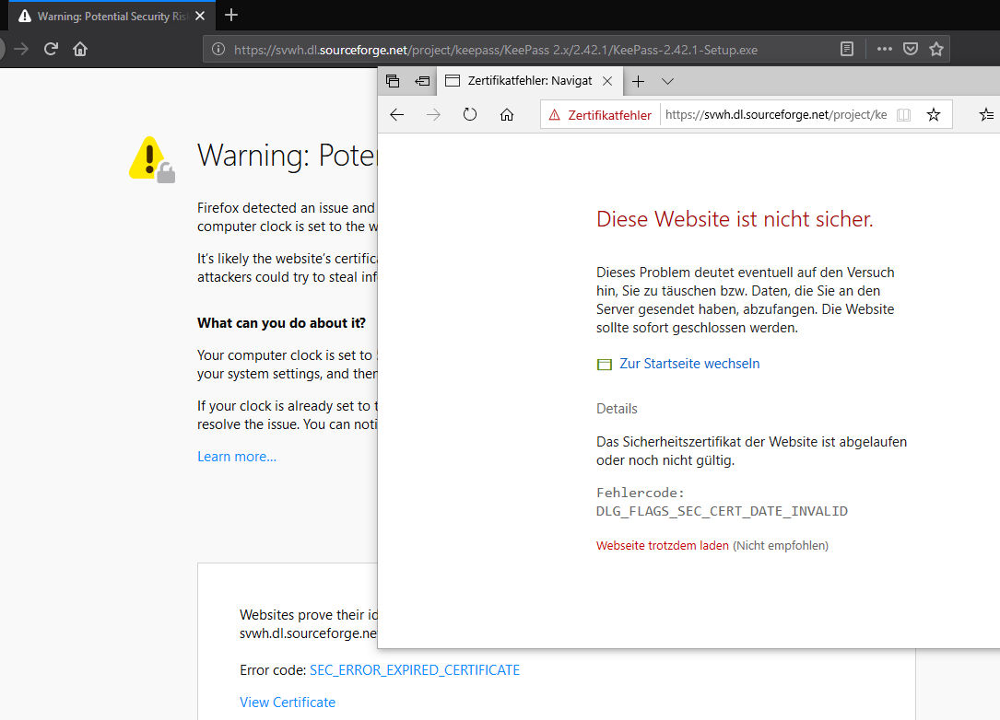 Warning: Potential Security Ris
https://svwh.dl.sourceforge.net/project/keepass/KeePass 2.x/2.42.1/KeePass-2.42.1-Setup.exe
Warning: Poter
Firefox detected an issue and
computer clock is set to the w
It's likely the website's certific
attackers could try to steal inf
What can you do about it?
Your computer clock is set to
your system settings, and then
If your clock is already set to t
resolve the issue. You can noti
Learn more...
Websites prove their id
svwh.dl.sourceforge.ne
Error code: SEC_ERROR_EXPIRED_CERTIFICATE
View Certificate
Zertifikatfehler: Navigat
Zertifikatfehler
https://svwh.dl.sourceforge.net/project/ke
Diese Website ist nicht sicher.
Dieses Problem deutet eventuell auf den Versuch
hin, Sie zu täuschen bzw. Daten, die Sie an den
Server gesendet haben, abzufangen. Die Website
sollte sofort geschlossen werden.
Zur Startseite wechseln
Details
Das Sicherheitszertifikat der Website ist abgelaufen
oder noch nicht gültig.
Fehlercode:
DLG_FLAGS_SEC_CERT_DATE_INVALID
Webseite trotzdem laden (Nicht empfohlen)